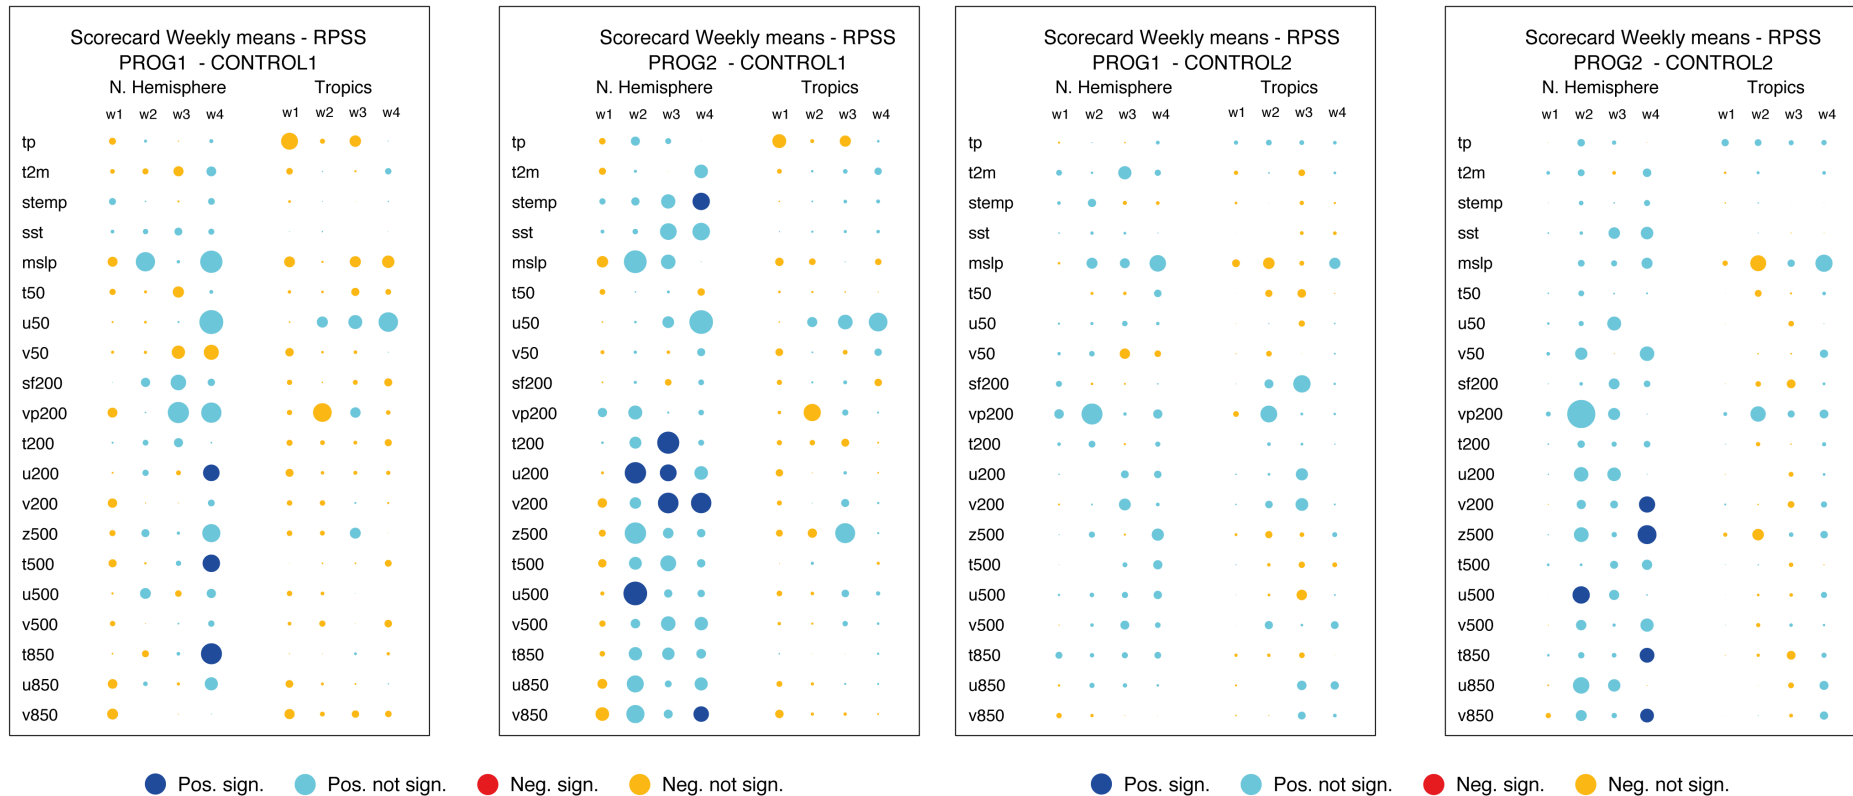 Scorecard Weekly means - RPSS
PROG1 - CONTROL1
N. Hemisphere Tropics
w1 w2 w3 w4 w1 w2 w3 w4
tp
t2m
stemp
sst
mslp
t50
u50
v50
sf200
vp200
t200
u200
v200
z500
t500
u500
v500
t850
u850
v850
Scorecard Weekly means - RPSS
PROG2 - CONTROL1
N. Hemisphere Tropics
w1 w2 w3 w4 w1 w2 w3 w4
tp
t2m
stemp
sst
mslp
t50
u50
v50
sf200
vp200
t200
u200
v200
z500
t500
u500
v500
t850
u850
v850
Pos. sign. Pos. not sign. Neg. sign. Neg. not sign.
Scorecard Weekly means - RPSS
PROG1 - CONTROL2
N. Hemisphere Tropics
w1 w2 w3 w4 w1 w2 w3 w4
tp
t2m
stemp
sst
mslp
t50
u50
v50
sf200
vp200
t200
u200
v200
z500
t500
u500
v500
t850
u850
v850
Scorecard Weekly means - RPSS
PROG2 - CONTROL2
N. Hemisphere Tropics
w1 w2 w3 w4 w1 w2 w3 w4
tp
t2m
stemp
sst
mslp
t50
u50
v50
sf200
vp200
t200
u200
v200
z500
t500
u500
v500
t850
u850
v850
Pos. sign. Pos. not sign. Neg. sign. Neg. not sign.